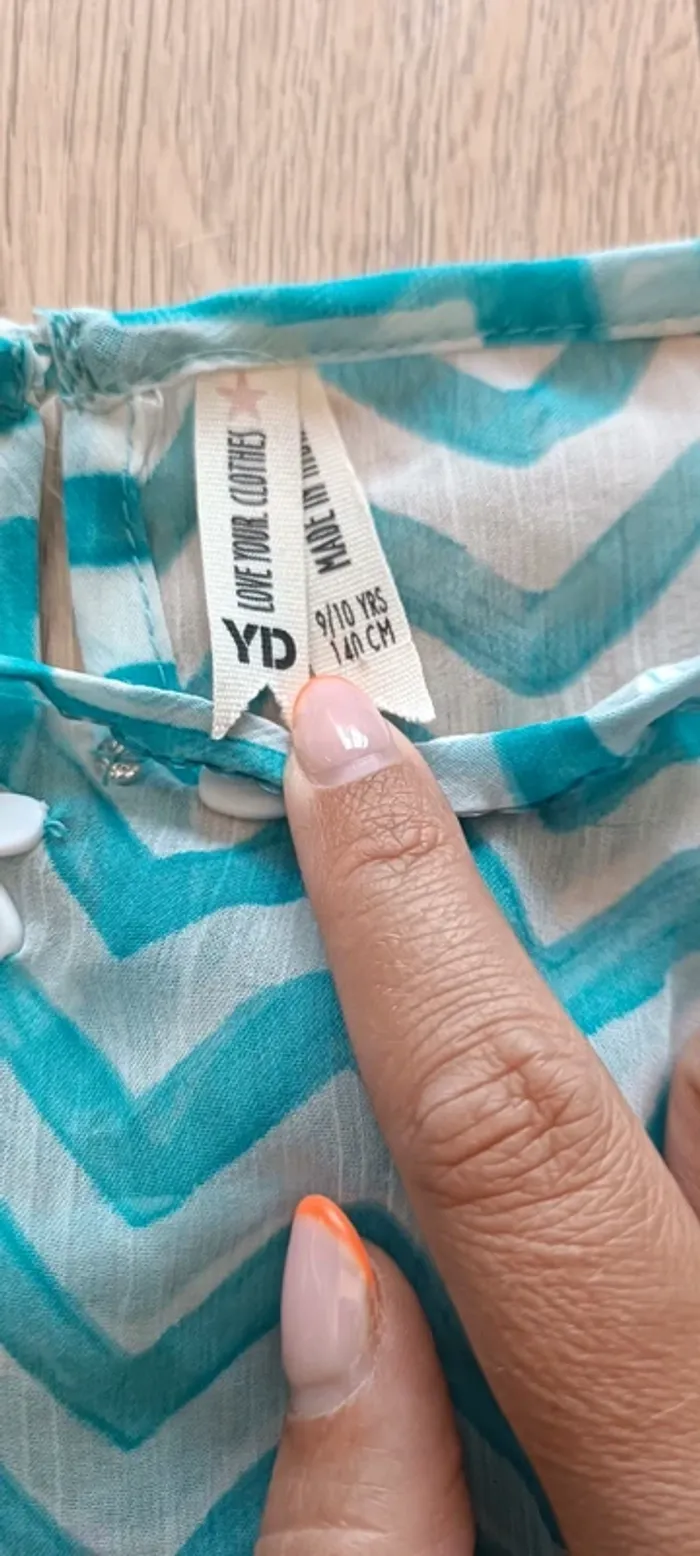 LOVE YOUR CLOTHES
YD
MADE IN
9/10 YRS
140 CM